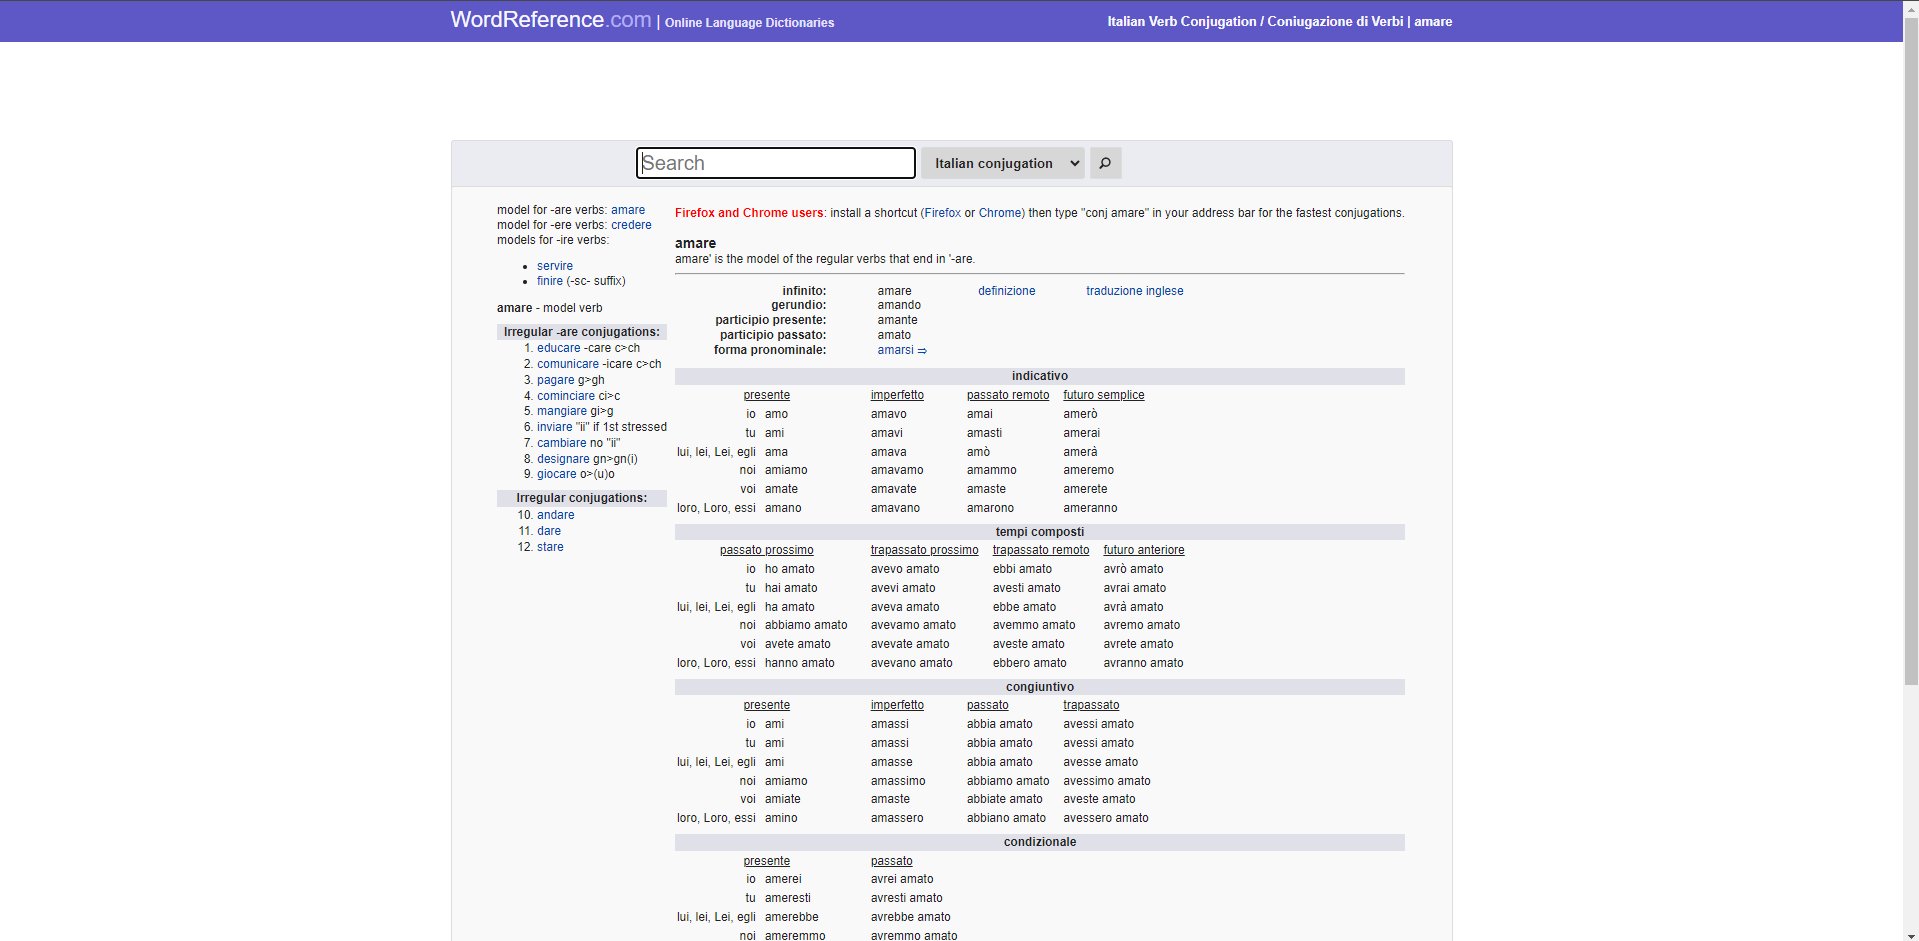 WordReference.com | Online Language Dictionaries
Italian Verb Conjugation / Coniugazione di Verbi | amare
Search
Italian conjugation
model for -are verbs: amare
model for -ere verbs: credere
models for -ire verbs:
servire
finire (-sc- suffix)
amare - model verb
Irregular -are conjugations:
1. educare -care c>ch
2. comunicare -icare c>ch
3. pagare g>gh
4. cominciare ci>c
5. mangiare gi>g
6. inviare "ii" if 1st stressed
7. cambiare no "ii"
8. designare gn>gn(i)
9. giocare o>(u)o
Irregular conjugations:
10. andare
11. dare
12. stare
Firefox and Chrome users: install a shortcut (Firefox or Chrome) then type "conj amare" in your address bar for the fastest conjugations.
amare
amare' is the model of the regular verbs that end in '-are.
infinito: amare definizione traduzione inglese
gerundio: amando
participio presente: amante
participio passato: amato
forma pronominale: amarsi ⇒
indicativo
presente imperfetto passato remoto futuro semplice
io amo amavo amai amerò
tu ami amavi amasti amerai
lui, lei, Lei, egli ama amava amò amerà
noi amiamo amavamo amammo ameremo
voi amate amavate amaste amerete
loro, Loro, essi amano amavano amarono ameranno
tempi composti
passato prossimo trapassato prossimo trapassato remoto futuro anteriore
io ho amato avevo amato ebbi amato avrò amato
tu hai amato avevi amato avesti amato avrai amato
lui, lei, Lei, egli ha amato aveva amato ebbe amato avrà amato
noi abbiamo amato avevamo amato avemmo amato avremo amato
voi avete amato avevate amato aveste amato avrete amato
loro, Loro, essi hanno amato avevano amato ebbero amato avranno amato
congiuntivo
presente imperfetto passato trapassato
io ami amassi abbia amato avessi amato
tu ami amassi abbia amato avessi amato
lui, lei, Lei, egli ami amasse abbia amato avesse amato
noi amiamo amassimo abbiamo amato avessimo amato
voi amiate amaste abbiate amato aveste amato
loro, Loro, essi amino amassero abbiano amato avessero amato
condizionale
presente passato
io amerei avrei amato
tu ameresti avresti amato
lui, lei, Lei, egli amerebbe avrebbe amato
noi ameremmo avremmo amato